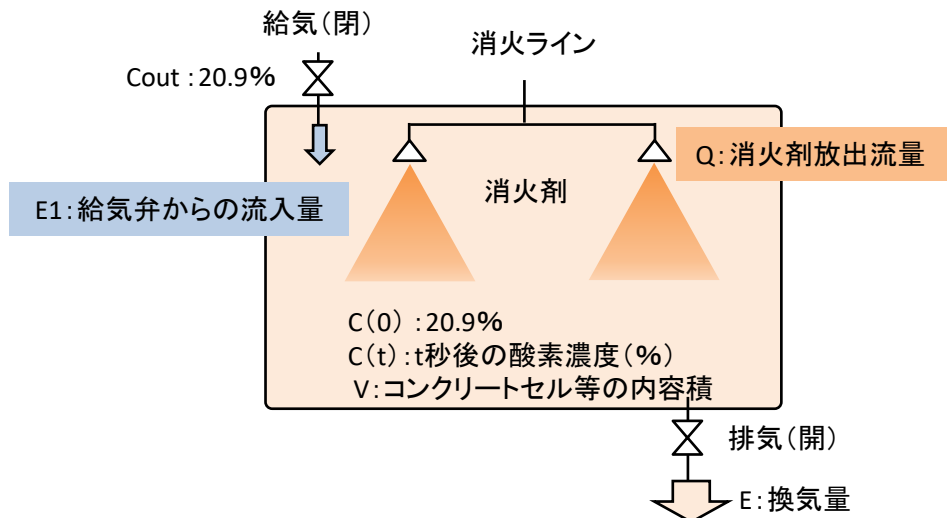 給気(閉)
消火ライン
Cout :20.9%
Q:消火剤放出流量
消火剤
E1:給気弁からの流入量
C(0) :20.9%
C(t):t秒後の酸素濃度(%)
V:コンクリートセル等の内容積
排気(開)
E:換気量